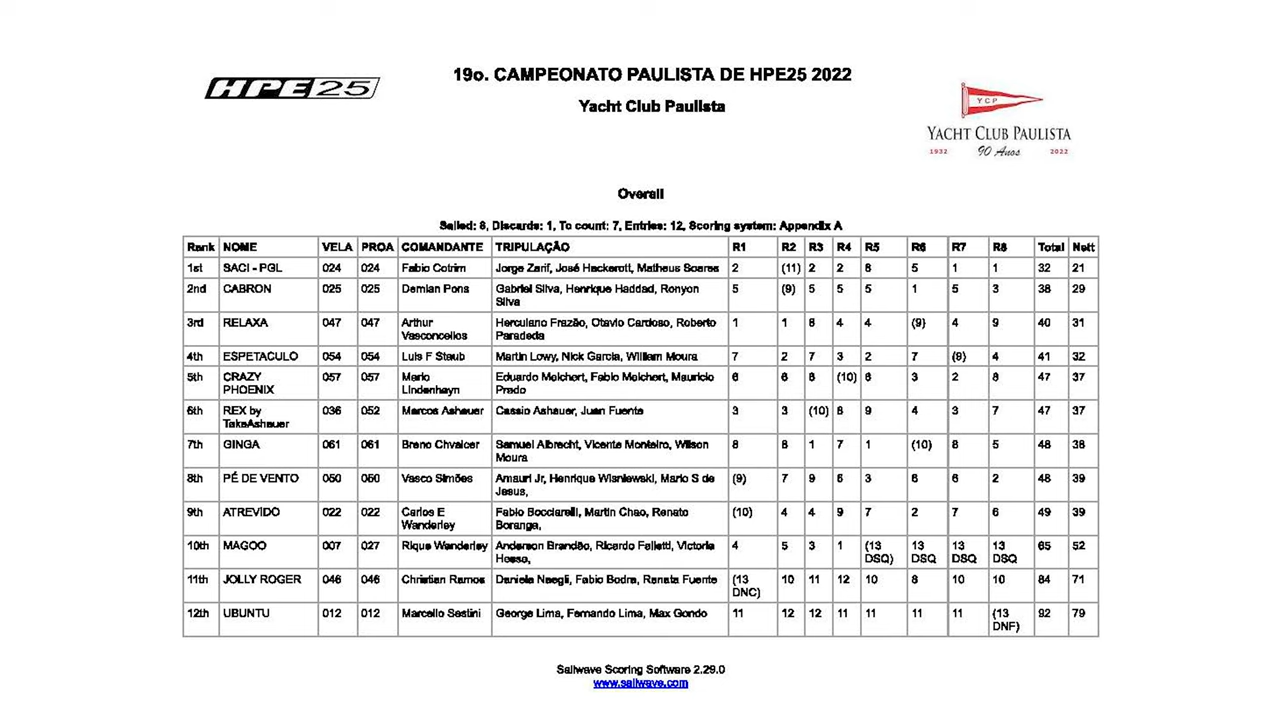 HPE25
19o. CAMPEONATO PAULISTA DE HPE25 2022
Yacht Club Paulista
YCP
YACHT CLUB PAULISTA
1932 90 Anos 2022
Overall
Sailed: 8, Discards: 1, To count: 7, Entries: 12, Scoring system: Appendix A
Rank NOME VELA PROA COMANDANTE TRIPULAÇÃO R1 R2 R3 R4 R5 R6 R7 R8 Total Nett
1st SACI - PGL 024 024 Fabio Cotrim Jorge Zarif, José Hackerott, Matheus Soares 2 (11) 2 2 8 5 1 1 32 21
2nd CABRON 025 025 Demian Pons Gabriel Silva, Henrique Haddad, Ronyon Silva 5 (9) 5 5 5 1 5 3 38 29
3rd RELAXA 047 047 Arthur Vasconcellos Herculano Frazão, Otavio Cardoso, Roberto Paradeda 1 1 8 4 4 (9) 4 9 40 31
4th ESPETACULO 054 054 Luis F Staub Martin Lowy, Nick Garcia, William Moura 7 2 7 3 2 7 (9) 4 41 32
5th CRAZY PHOENIX 057 057 Mario Lindenhayn Eduardo Melchert, Fabio Melchert, Mauricio Prado 6 6 6 (10) 6 3 2 8 47 37
6th REX by TakeAshauer 036 052 Marcos Ashauer Cassio Ashauer, Juan Fuente 3 3 (10) 8 9 4 3 7 47 37
7th GINGA 061 061 Breno Chvaicer Samuel Albrecht, Vicente Monteiro, Wilson Moura 8 8 1 7 1 (10) 8 5 48 38
8th PÉ DE VENTO 050 050 Vasco Simões Amauri Jr, Henrique Wisniewski, Mario S de Jesus, (9) 7 9 6 3 6 6 2 48 39
9th ATREVIDO 022 022 Carlos E Wanderley Fabio Bocciarelli, Martin Chao, Renato Boranga, (10) 4 4 9 7 2 7 6 49 39
10th MAGOO 007 027 Rique Wanderley Anderson Brandão, Ricardo Felletti, Victoria 4 5 3 1 (13 DSQ) 13 DSQ 13 DSQ 13 DSQ 65 52
11th JOLLY ROGER 046 046 Christian Ramos Daniela Naegli, Fabio Bodra, Renata Fuente (13 DNC) 10 11 12 10 8 10 10 84 71
12th UBUNTU 012 012 Marcello Sestini George Lima, Fernando Lima, Max Gondo 11 12 12 11 11 11 11 (13 DNF) 92 79
Sailwave Scoring Software 2.29.0
www.sailwave.com